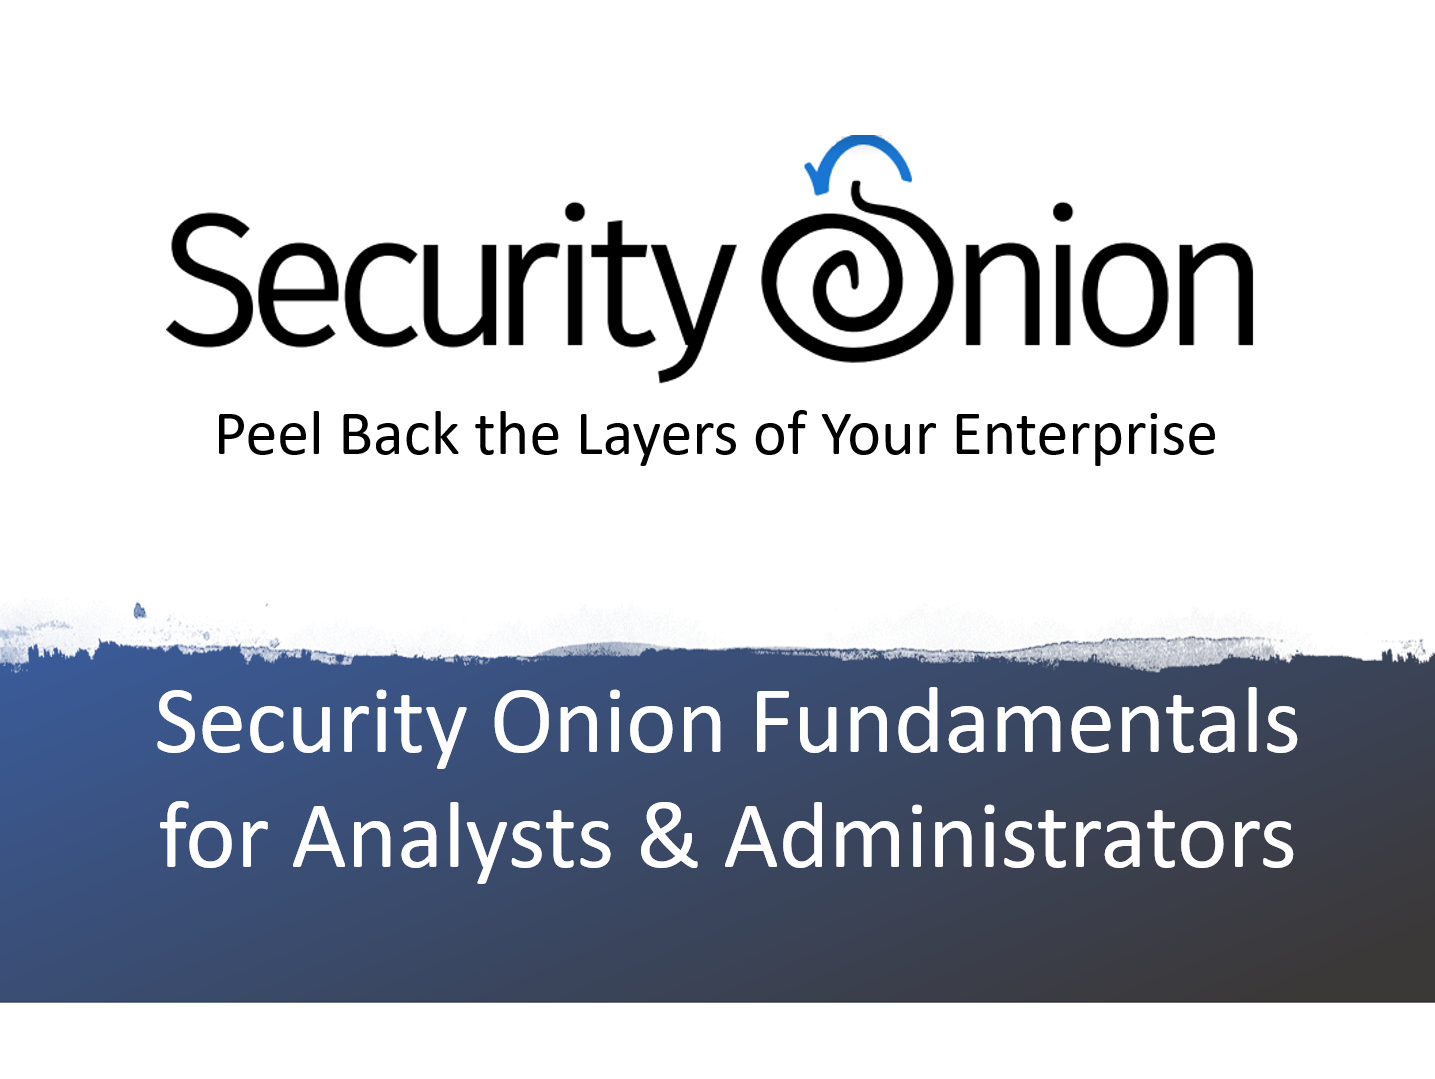 Security Onion
Peel Back the Layers of Your Enterprise
Security Onion Fundamentals
for Analysts & Administrators